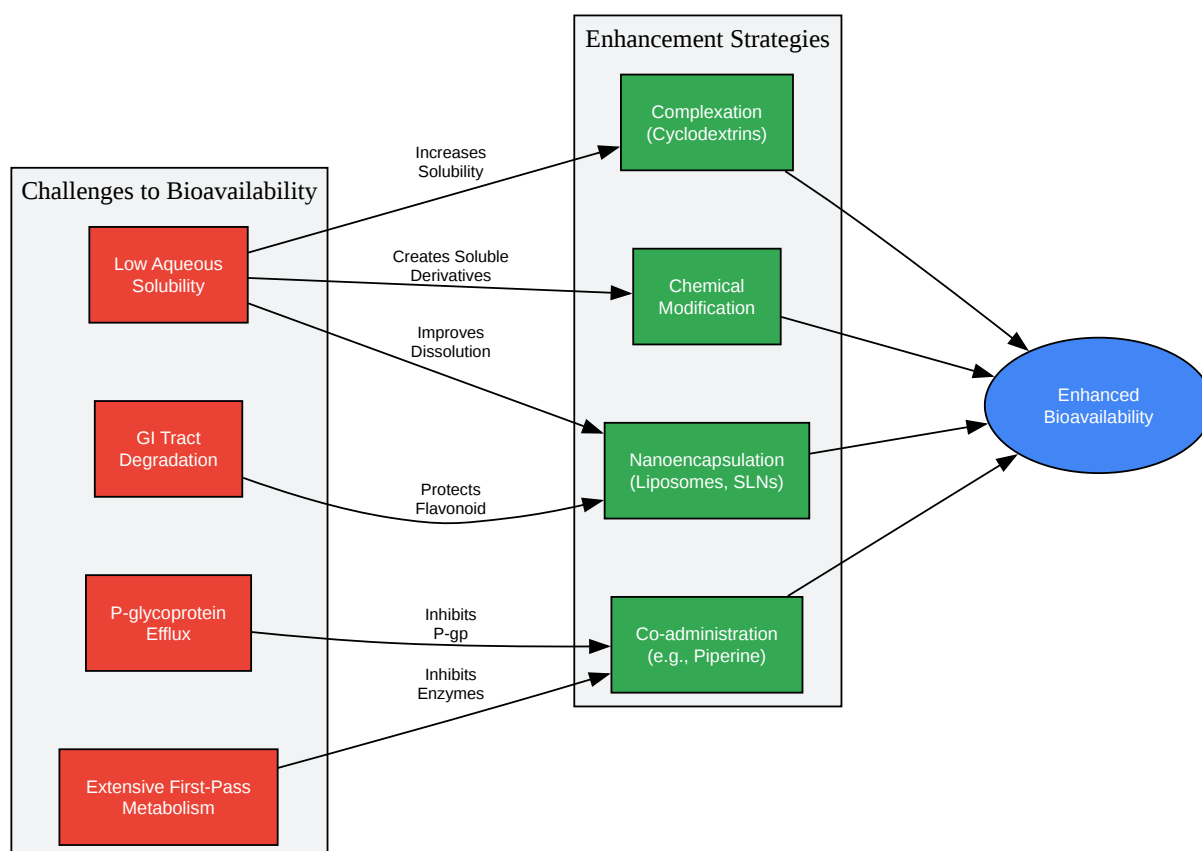 Enhancement Strategies
Complexation
(Cyclodextrins)
Increases
Solubility
Challenges to Bioavailability
Low Aqueous
Solubility
Creates Soluble
Derivatives
Chemical
Modification
Improves
Dissolution
Enhanced
Bioavailability
GI Tract
Degradation
Nanoencapsulation
(Liposomes, SLNs)
Protects
Flavonoid
P-glycoprotein
Efflux
Inhibits
P-gp
Co-administration
(e.g., Piperine)
Inhibits
Enzymes
Extensive First-Pass
Metabolism